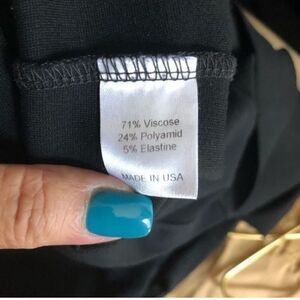 71% Viscose
24% Polyamid
5% Elastine
MADE IN USA